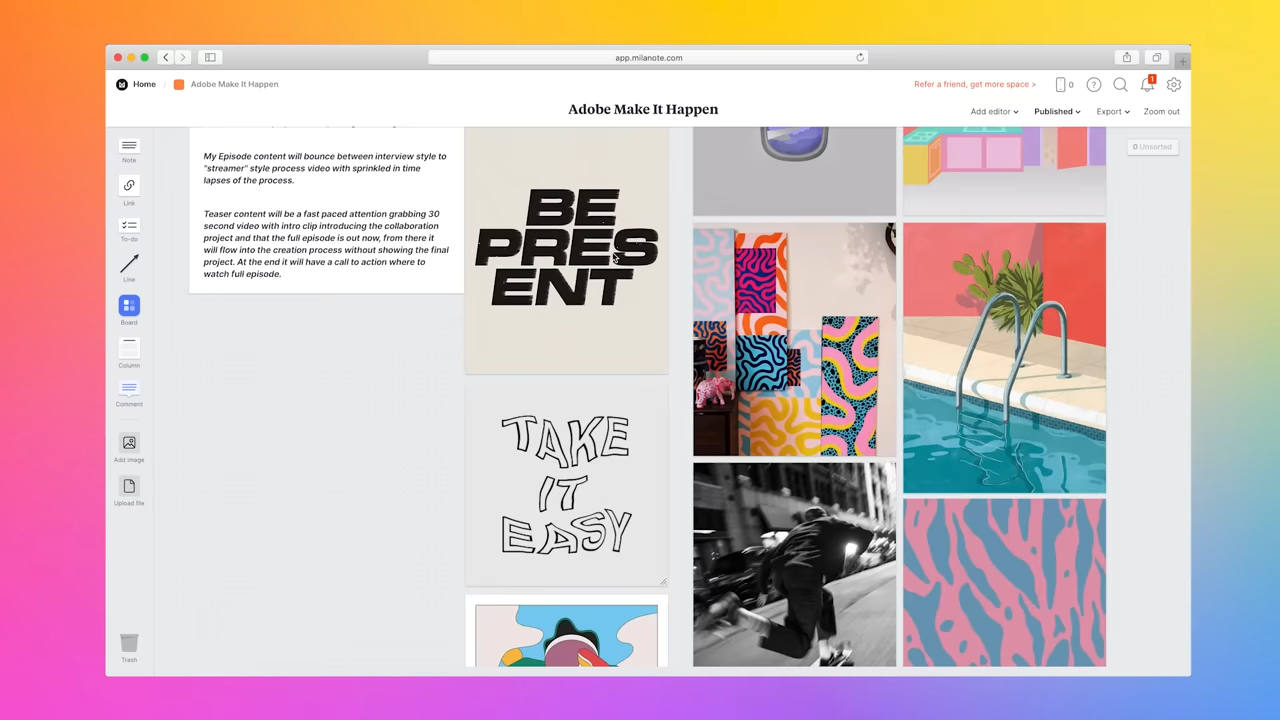 app.milanote.com
Home / Adobe Make It Happen
Refer a friend, get more space >
0
?
1
Adobe Make It Happen
Add editor
Published
Export
Zoom out
0 Unsorted
Note
Link
To-do
Line
Board
Column
Comment
Add image
Upload file
Trash
My Episode content will bounce between interview style to
"streamer" style process video with sprinkled in time
lapses of the process.
Teaser content will be a fast paced attention grabbing 30
second video with intro clip introducing the collaboration
project and that the full episode is out now, from there it
will flow into the creation process without showing the final
project. At the end it will have a call to action where to
watch full episode.
BE
PRES
ENT
TAKE
IT
EASY